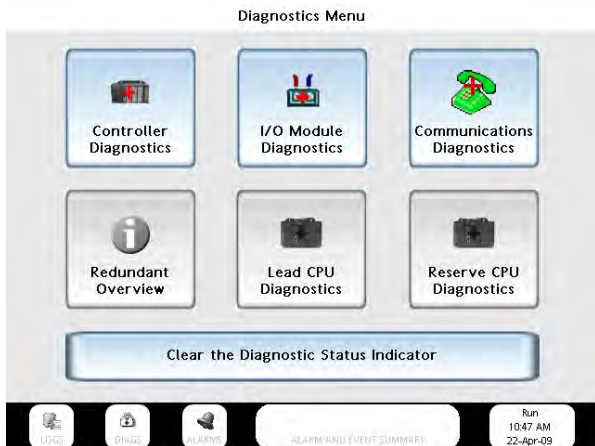 Diagnostics Menu
Controller
Diagnostics
I/O Module
Diagnostics
Communications
Diagnostics
Redundant
Overview
Lead CPU
Diagnostics
Reserve CPU
Diagnostics
Clear the Diagnostic Status Indicator
LOGS
DIAGS
ALARMS
ALARM AND EVENT SUMMARY
Run
10:47 AM
22-Apr-09